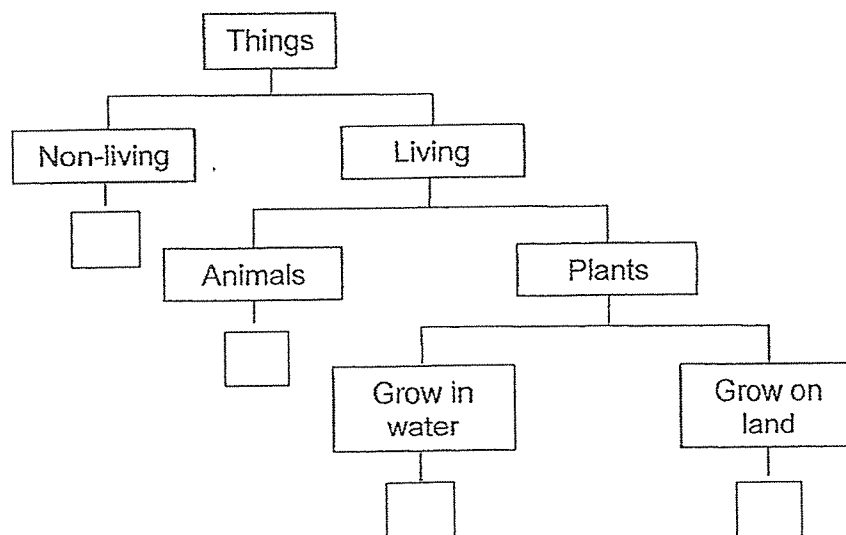 Things
Non-living
Living
Animals
Plants
Grow in
water
Grow on
land